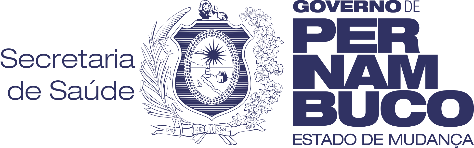 Secretaria
de Saúde
GOVERNO DE
PER
NAM
BUCO
ESTADO DE MUDANÇA